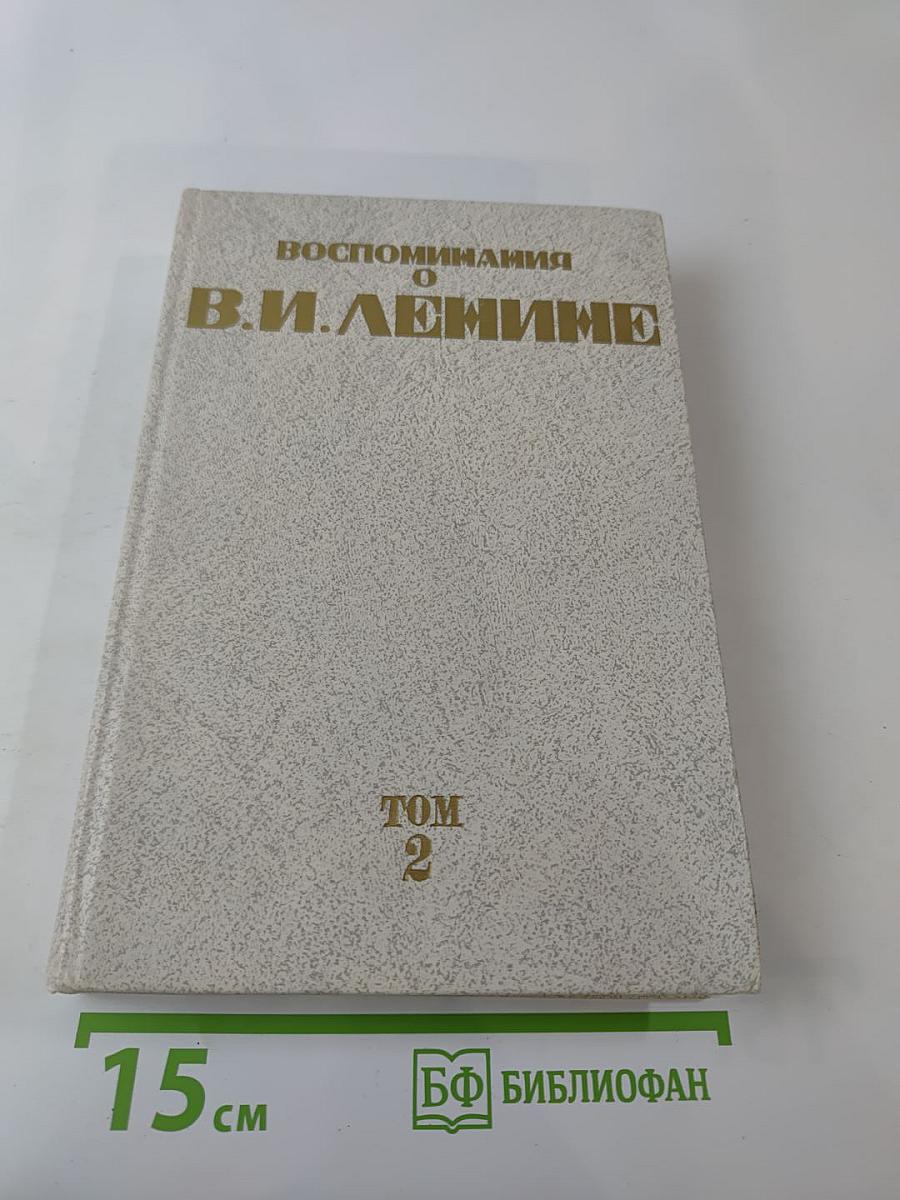 ВОСПОМИНАНИЯ
О
В.И.ЛЕНИНЕ
ТОМ
2
15 см
БФ БИБЛИОФАН